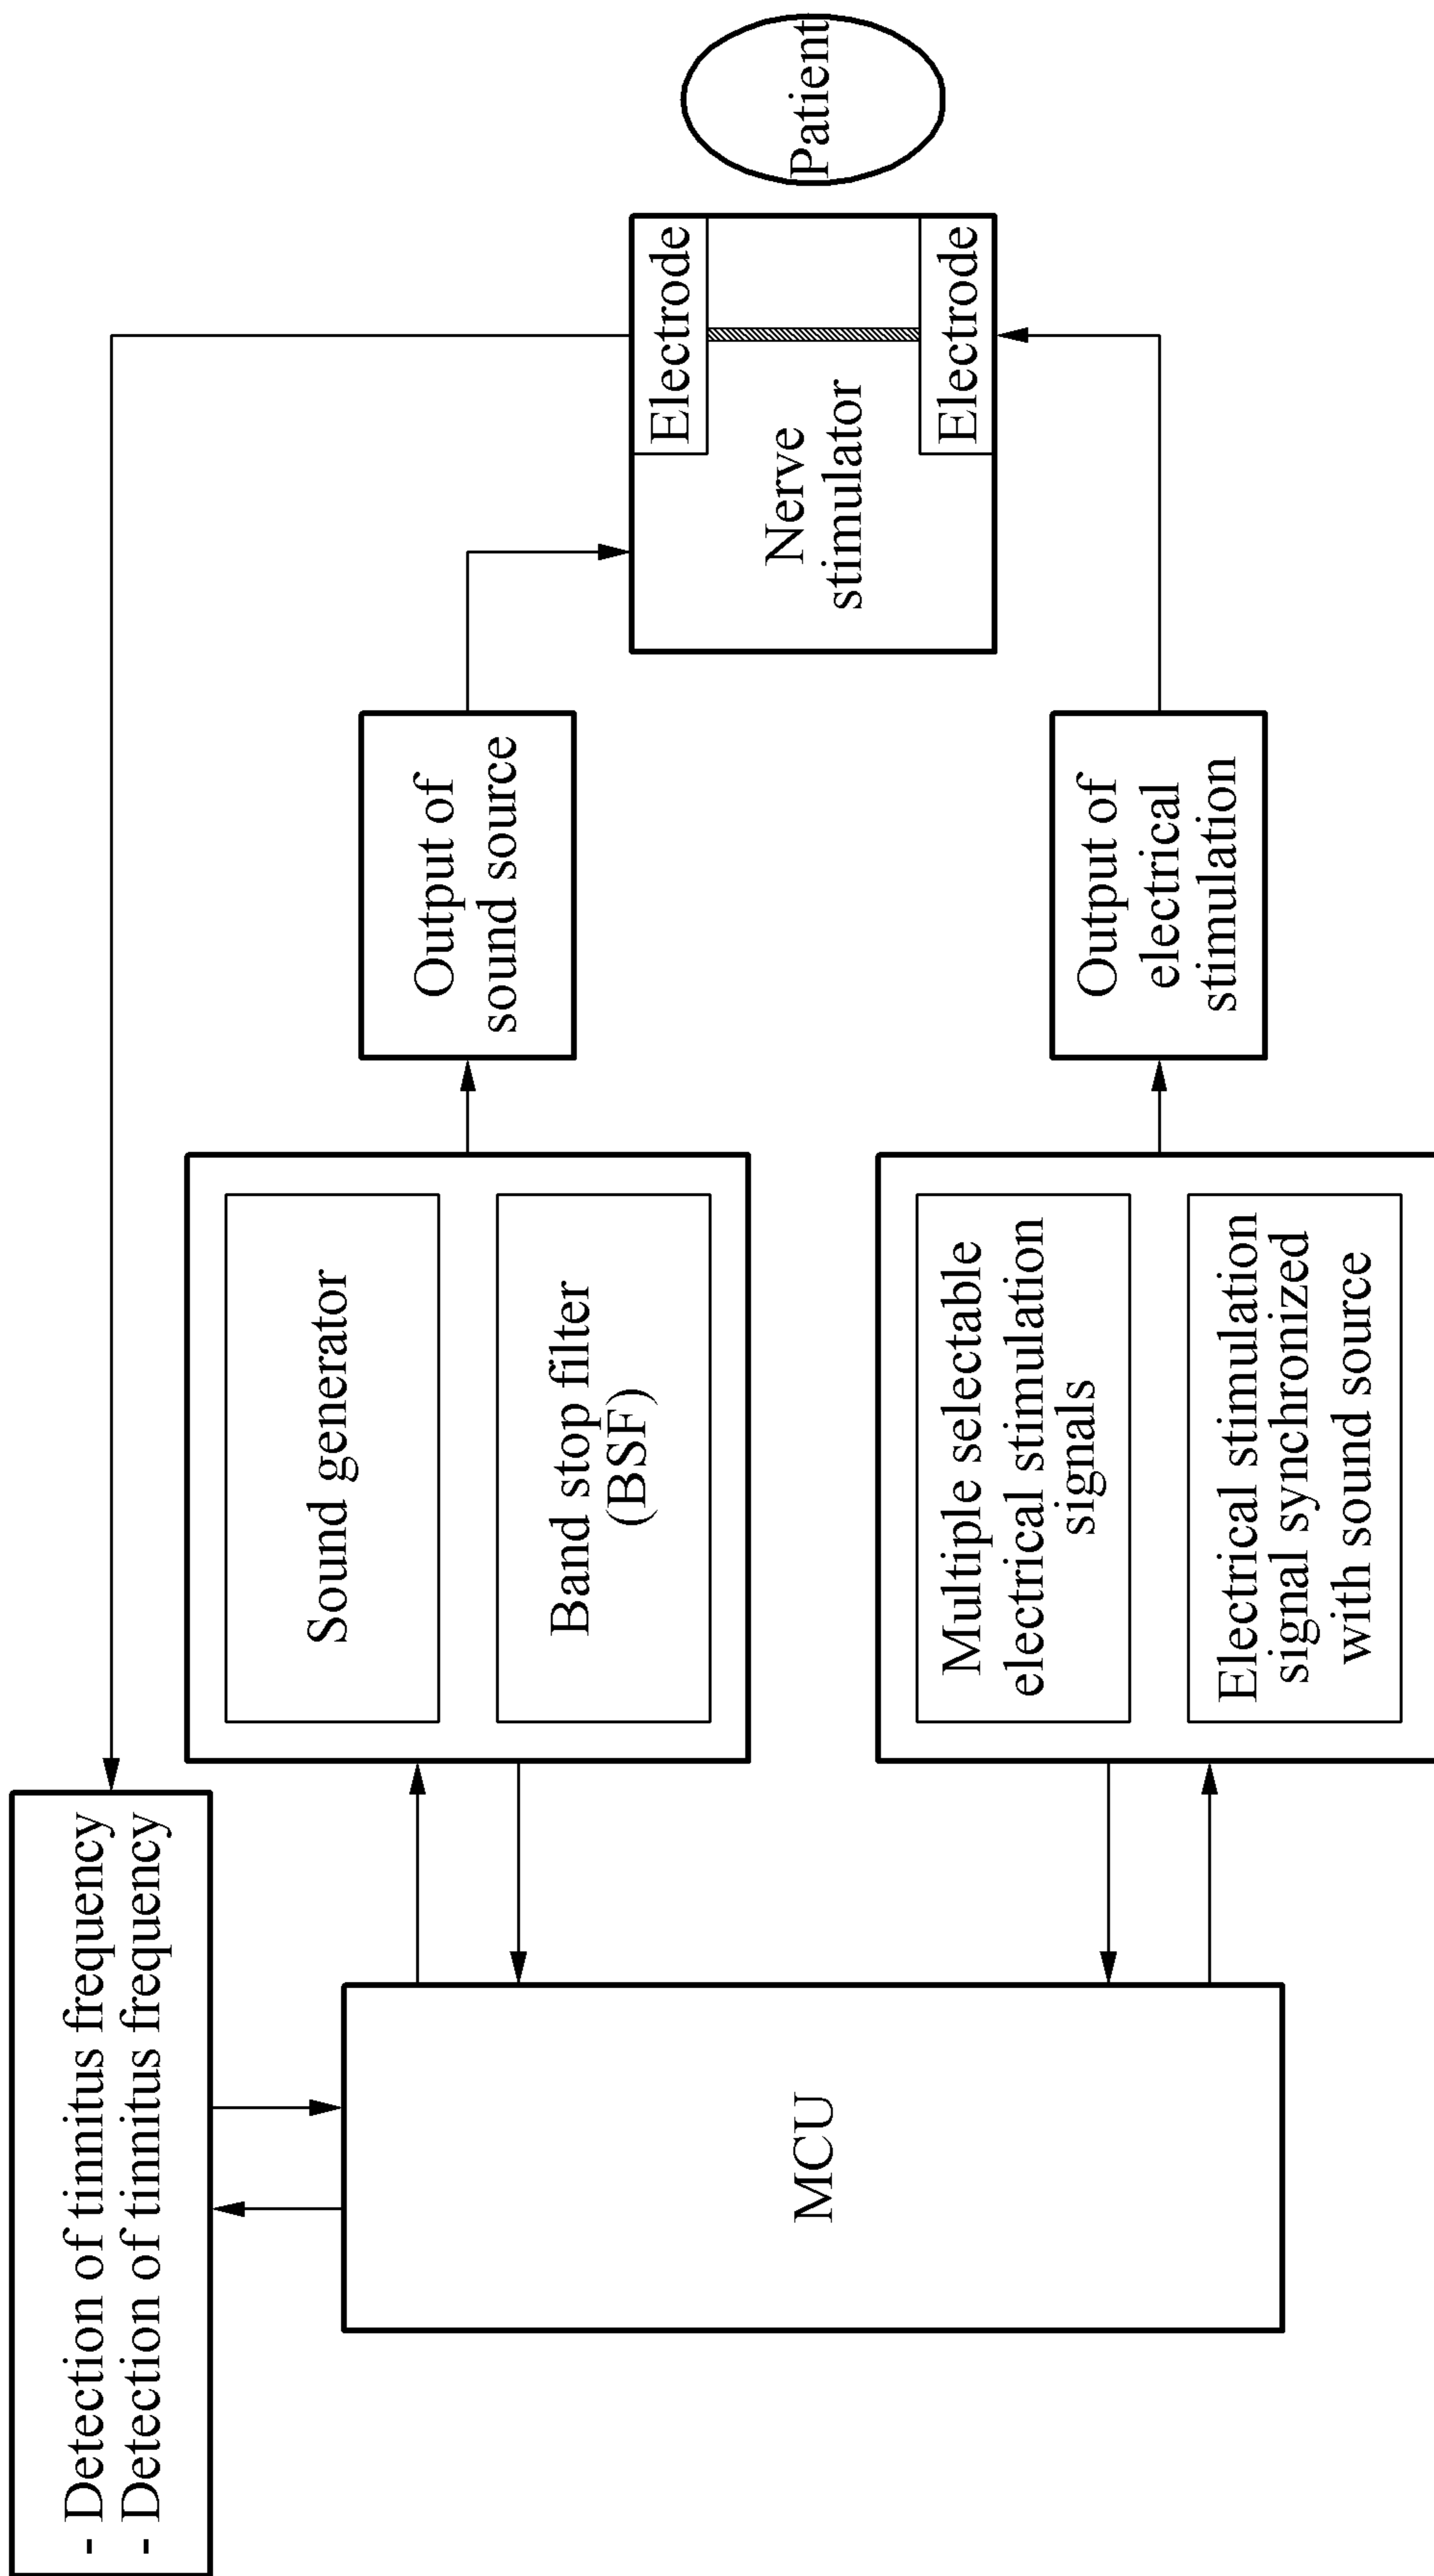 - Detection of tinnitus frequency
- Detection of tinnitus frequency
MCU
Sound generator
Band stop filter
(BSF)
Multiple selectable
electrical stimulation
signals
Electrical stimulation
signal synchronized
with sound source
Output of
sound source
Output of
electrical
stimulation
Nerve
stimulator
Electrode
Electrode
Patient